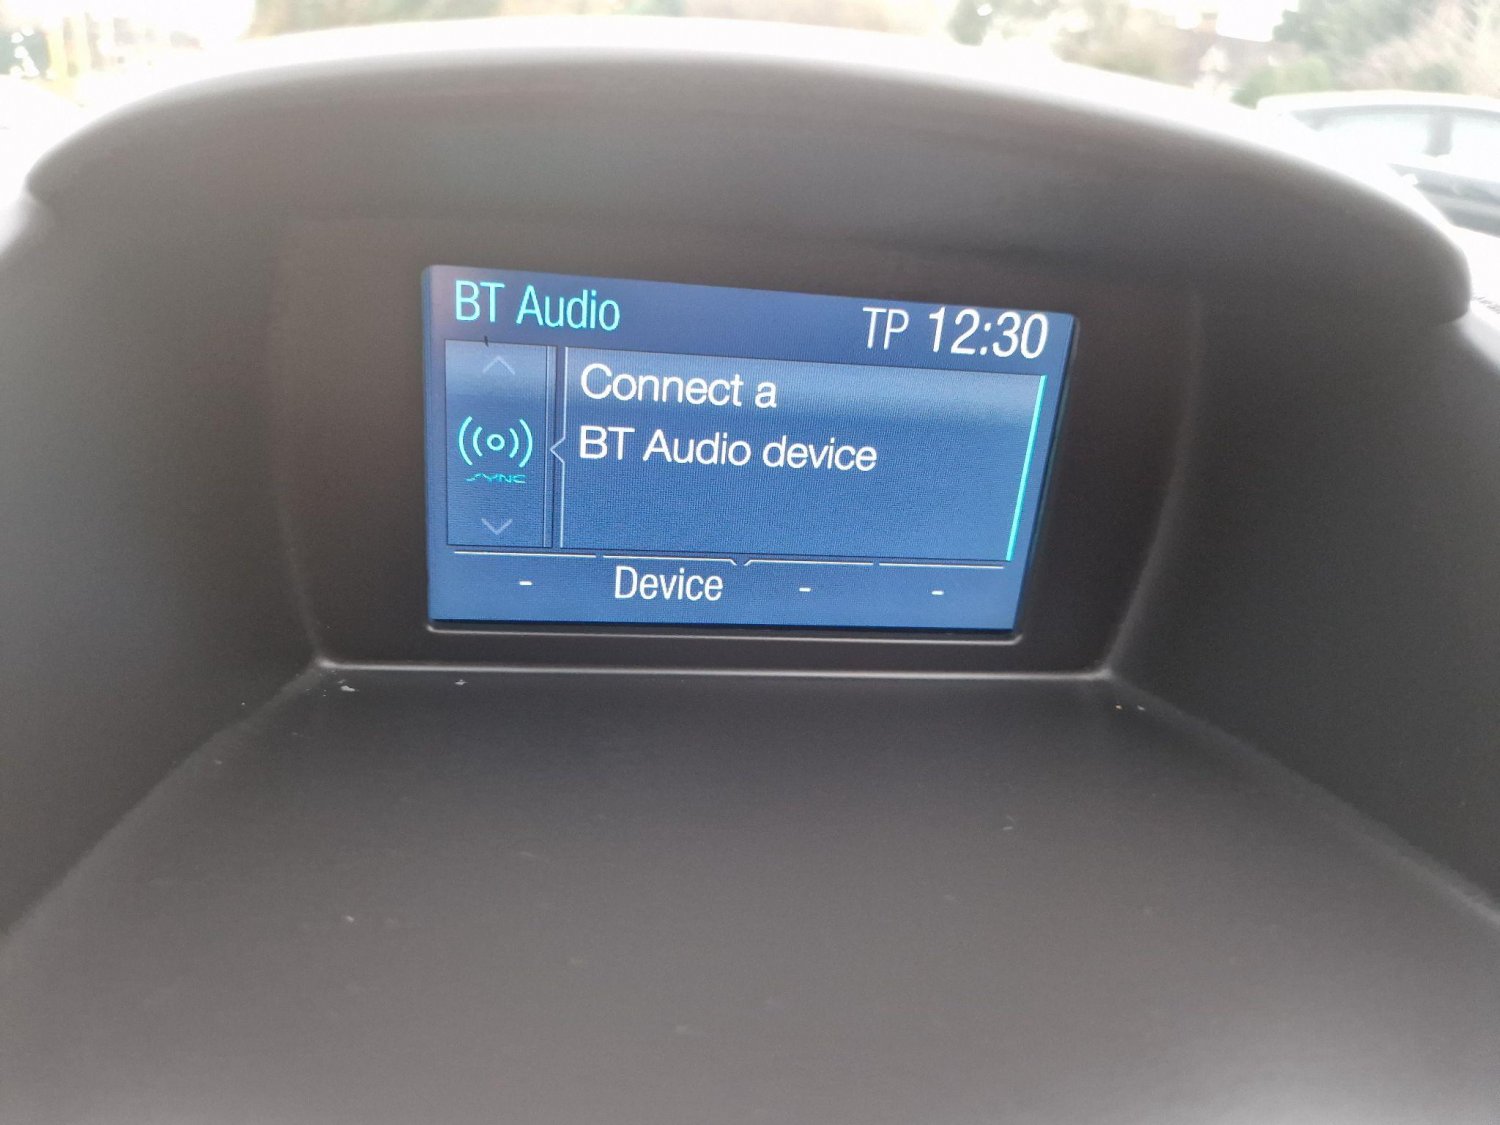 BT Audio
TP 12:30
Connect a
BT Audio device
SYNC
- Device - -